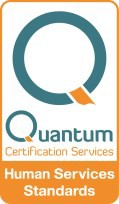 Quantum
Certification Services
Human Services
Standards